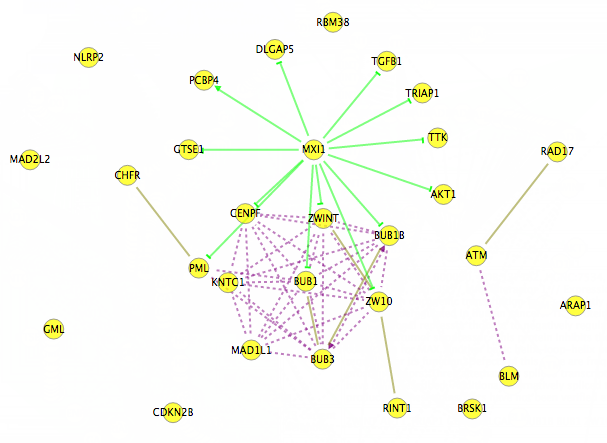 RBM38
DLGAP5
NLRP2
TGFB1
PCBP4
TRIAP1
TTK
GTSE1
MXI1
RAD17
MAD2L2
CHFR
AKT1
CENPF
ZWINT
BUB1B
ATM
PML
KNTC1
BUB1
ZW10
ARAP1
GML
MAD1L1
BUB3
BLM
CDKN2B
RINT1
BRSK1